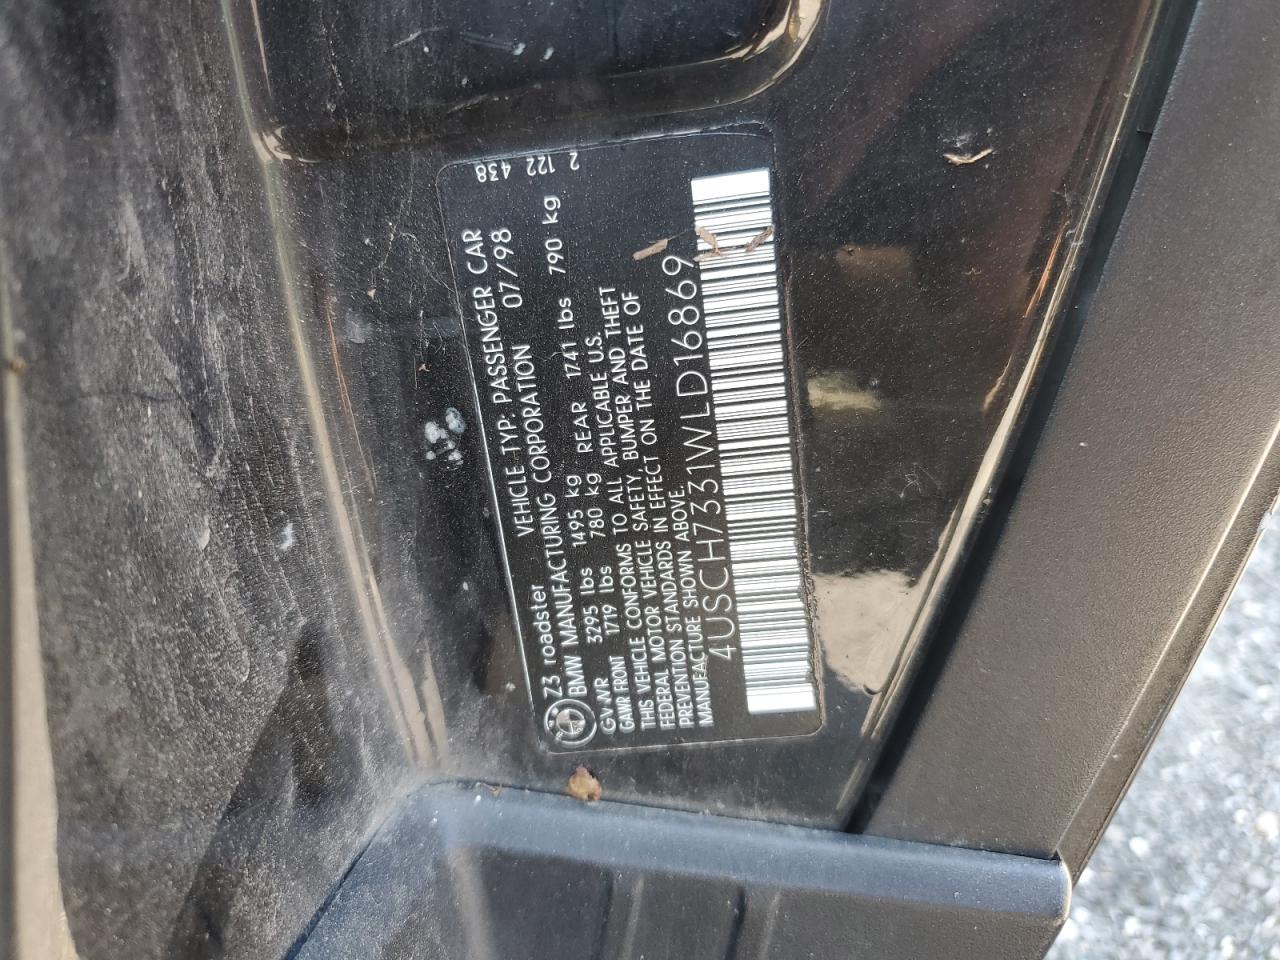 Z3 roadster VEHICLE TYP: PASSENGER CAR
BMW MANUFACTURING CORPORATION 07/98
GVWR 3295 lbs 1495 kg REAR 1741 lbs 790 kg
GAWR FRONT 1719 lbs 780 kg
THIS VEHICLE CONFORMS TO ALL APPLICABLE U.S.
FEDERAL MOTOR VEHICLE SAFETY, BUMPER AND THEFT
PREVENTION STANDARDS IN EFFECT ON THE DATE OF
MANUFACTURE SHOWN ABOVE.
4USCH7331WLD16869
2 122 438